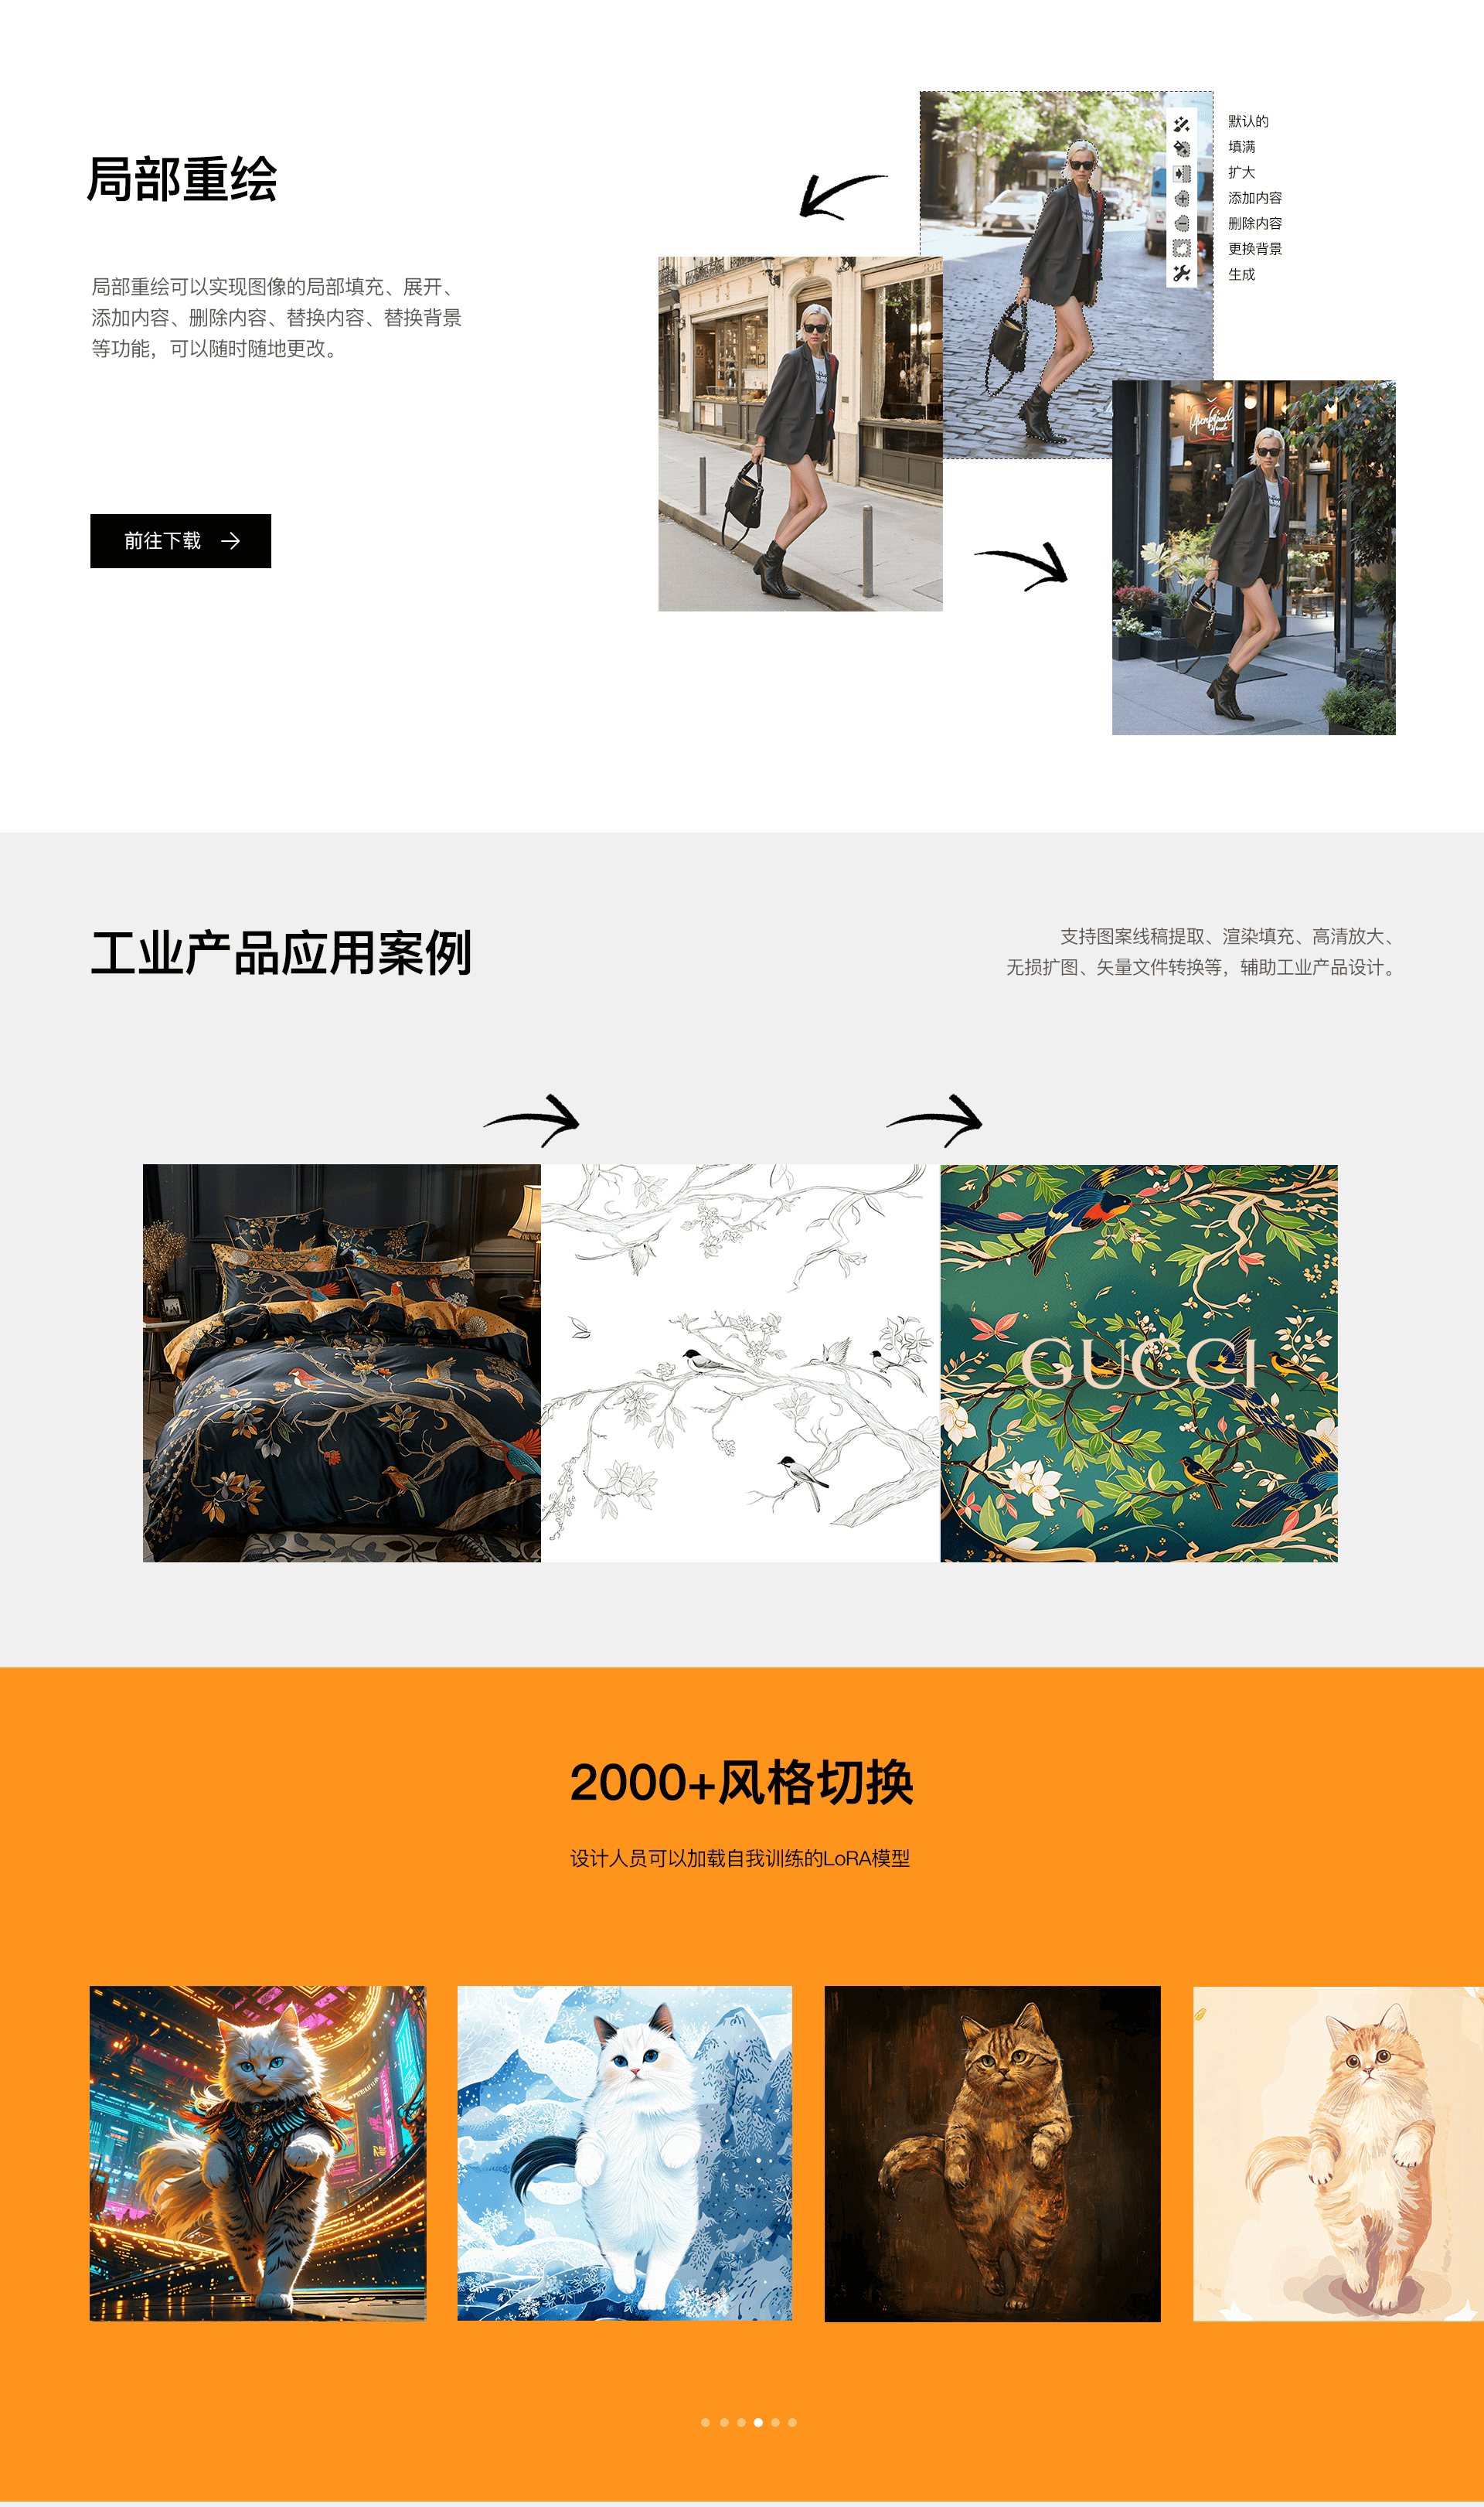 局部重绘
局部重绘可以实现图像的局部填充、展开、
添加内容、删除内容、替换内容、替换背景
等功能，可以随时随地更改。
前往下载
默认的
填满
扩大
添加内容
删除内容
更换背景
生成
工业产品应用案例
支持图案线稿提取、渲染填充、高清放大、
无损扩图、矢量文件转换等，辅助工业产品设计。
GUCCI
2000+风格切换
设计人员可以加载自我训练的LoRA模型